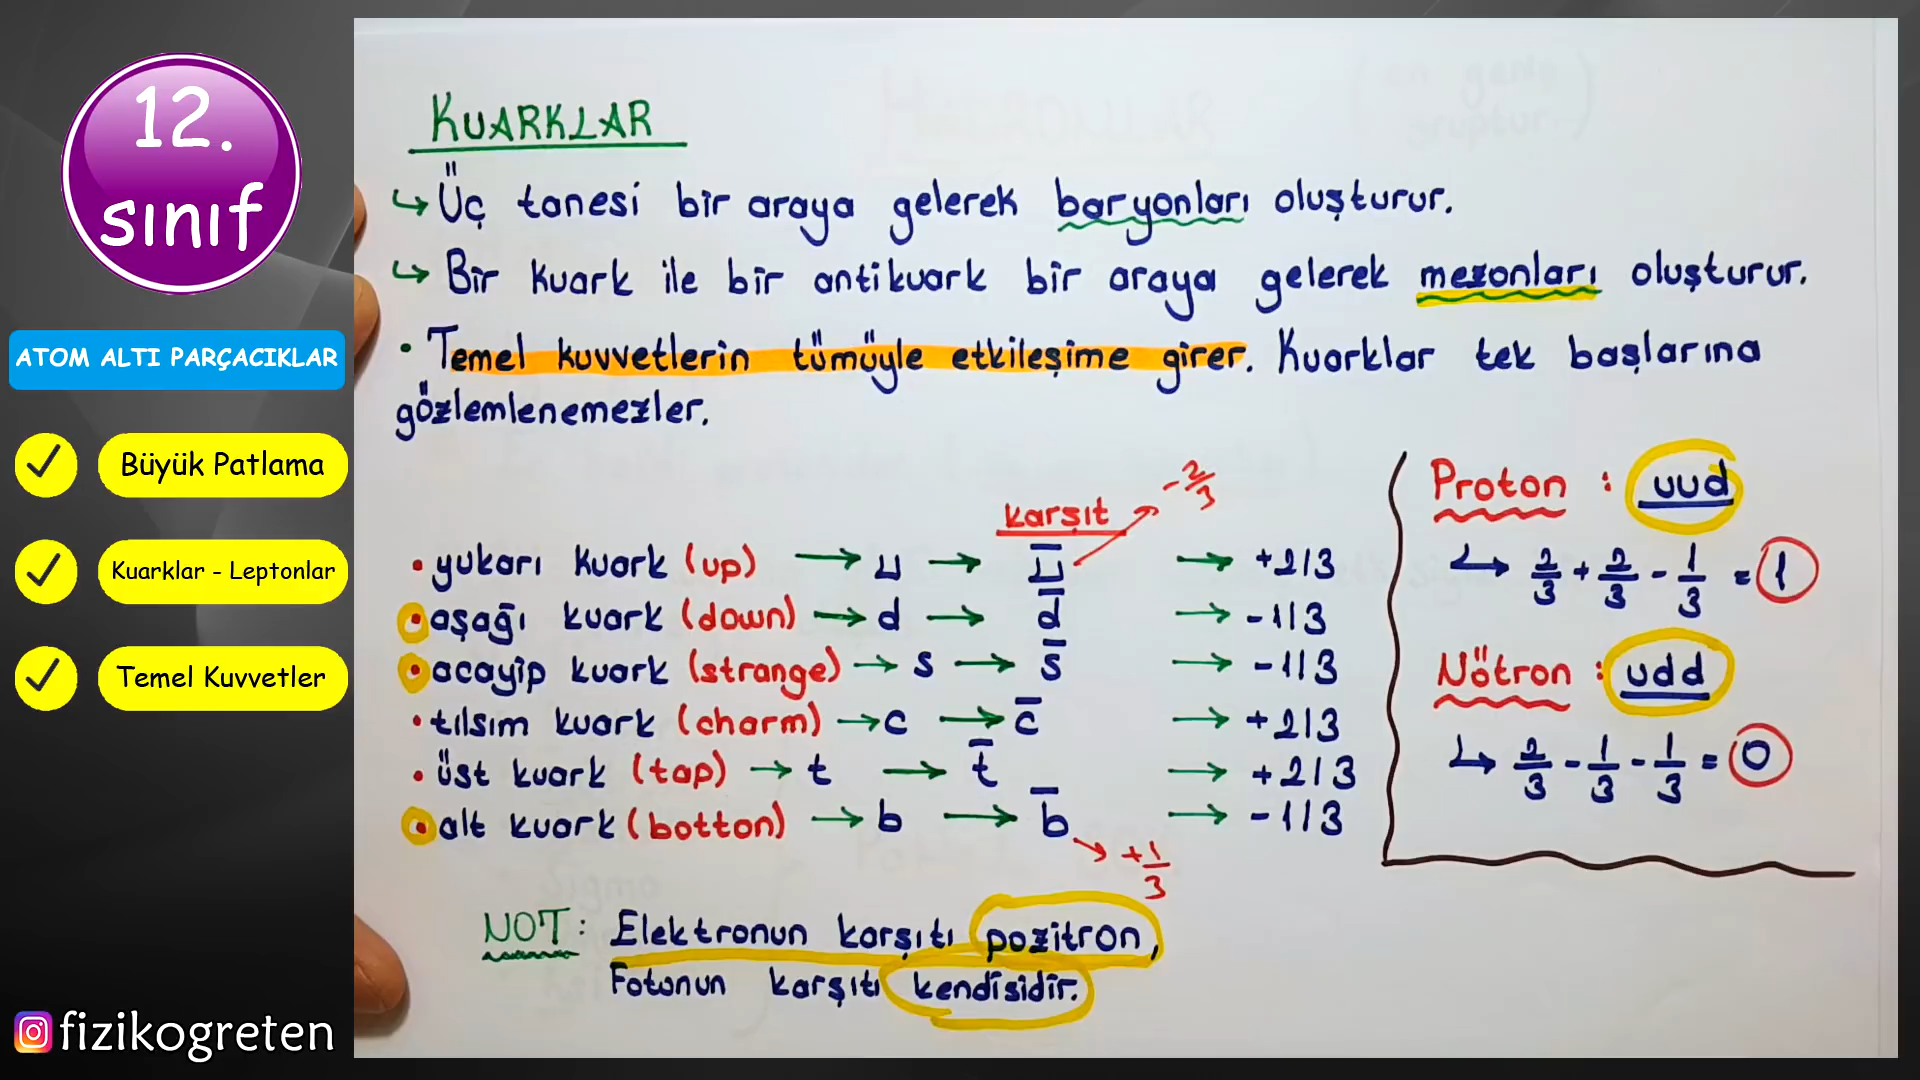 12.
sınıf
ATOM ALTI PARÇACIKLAR
Büyük Patlama
Kuarklar - Leptonlar
Temel Kuvvetler
fizikogreten
KUARKLAR
↳ Üç tanesi bir araya gelerek baryonları oluşturur.
↳ Bir kuark ile bir antikuark bir araya gelerek mezonları oluşturur.
• Temel kuvvetlerin tümüyle etkileşime girer. Kuarklar tek başlarına
gözlemlenemezler.
karşıt
-2/3
• yukarı kuark (up) → u → u̅ → +2/3
• aşağı kuark (down) → d → d̅ → -1/3
• acayip kuark (strange) → s → s̅ → -1/3
• tılsım kuark (charm) → c → c̅ → +2/3
• üst kuark (tap) → t → t̅ → +2/3
• alt kuark (botton) → b → b̅ → -1/3
+1/3
Proton : uud
↳ 2/3 + 2/3 - 1/3 = 1
Nötron : udd
↳ 2/3 - 1/3 - 1/3 = 0
NOT: Elektronun karşıtı pozitron,
Fotonun karşıtı kendisidir.